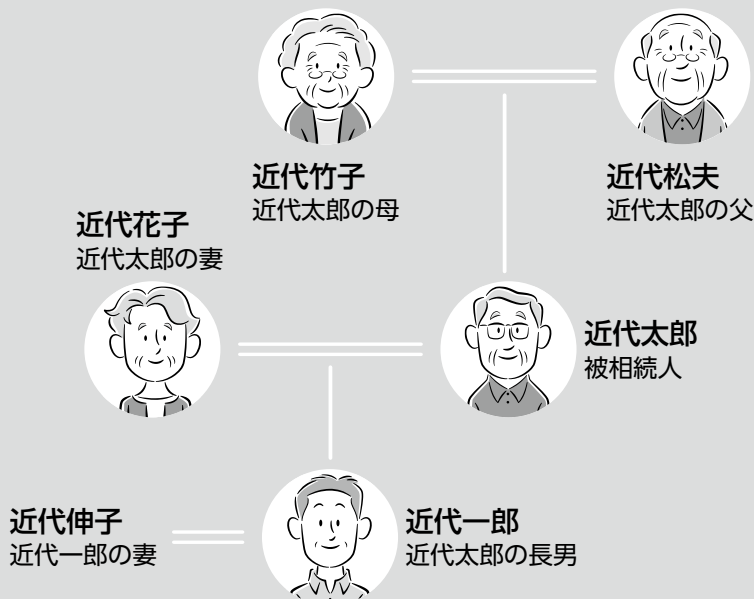 近代竹子
近代太郎の母
近代松夫
近代太郎の父
近代花子
近代太郎の妻
近代太郎
被相続人
近代伸子
近代一郎の妻
近代一郎
近代太郎の長男